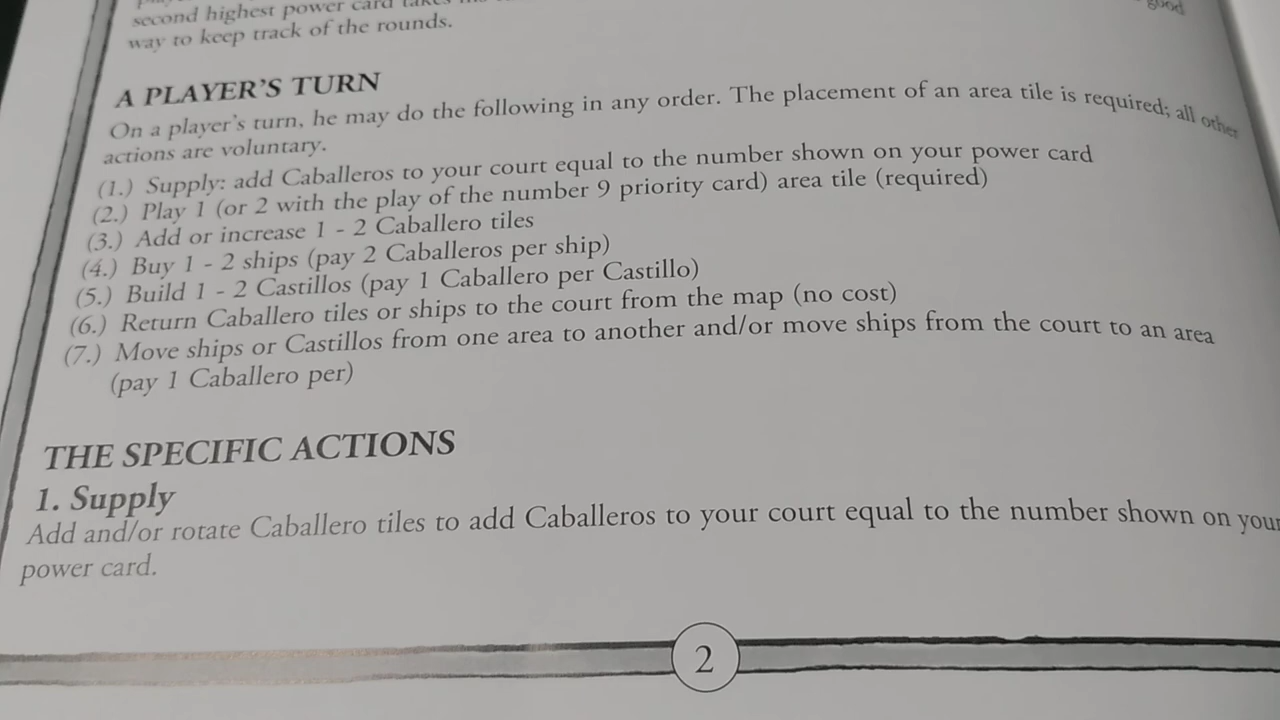 second highest power card takes
way to keep track of the rounds.
good
A PLAYER'S TURN
On a player's turn, he may do the following in any order. The placement of an area tile is required; all other
actions are voluntary.
(1.) Supply: add Caballeros to your court equal to the number shown on your power card
(2.) Play 1 (or 2 with the play of the number 9 priority card) area tile (required)
(3.) Add or increase 1 - 2 Caballero tiles
(4.) Buy 1 - 2 ships (pay 2 Caballeros per ship)
(5.) Build 1 - 2 Castillos (pay 1 Caballero per Castillo)
(6.) Return Caballero tiles or ships to the court from the map (no cost)
(7.) Move ships or Castillos from one area to another and/or move ships from the court to an area
(pay 1 Caballero per)
THE SPECIFIC ACTIONS
1. Supply
Add and/or rotate Caballero tiles to add Caballeros to your court equal to the number shown on your
power card.
2